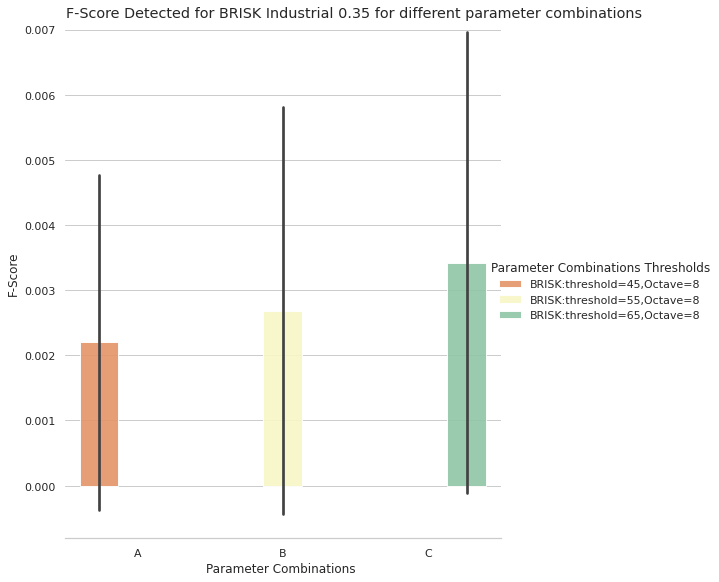 F-Score Detected for BRISK Industrial 0.35 for different parameter combinations
0.007
0.006
0.005
0.004
0.003
0.002
0.001
0.000
F-Score
A
B
C
Parameter Combinations
Parameter Combinations Thresholds
BRISK:threshold=45,Octave=8
BRISK:threshold=55,Octave=8
BRISK:threshold=65,Octave=8